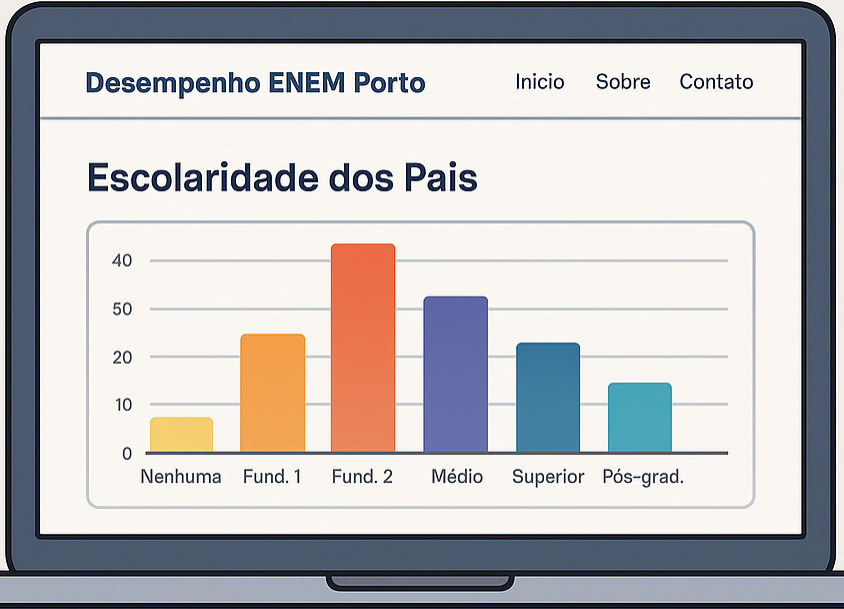 Desempenho ENEM Porto Inicio Sobre Contato
Escolaridade dos Pais
40
50
20
10
0
Nenhuma Fund. 1 Fund. 2 Médio Superior Pós-grad.